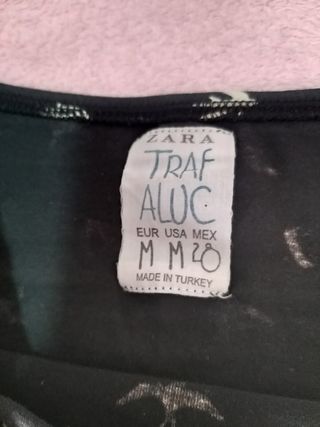 ZARA
TRAF
ALUC
EUR USA MEX
M M 28
MADE IN TURKEY